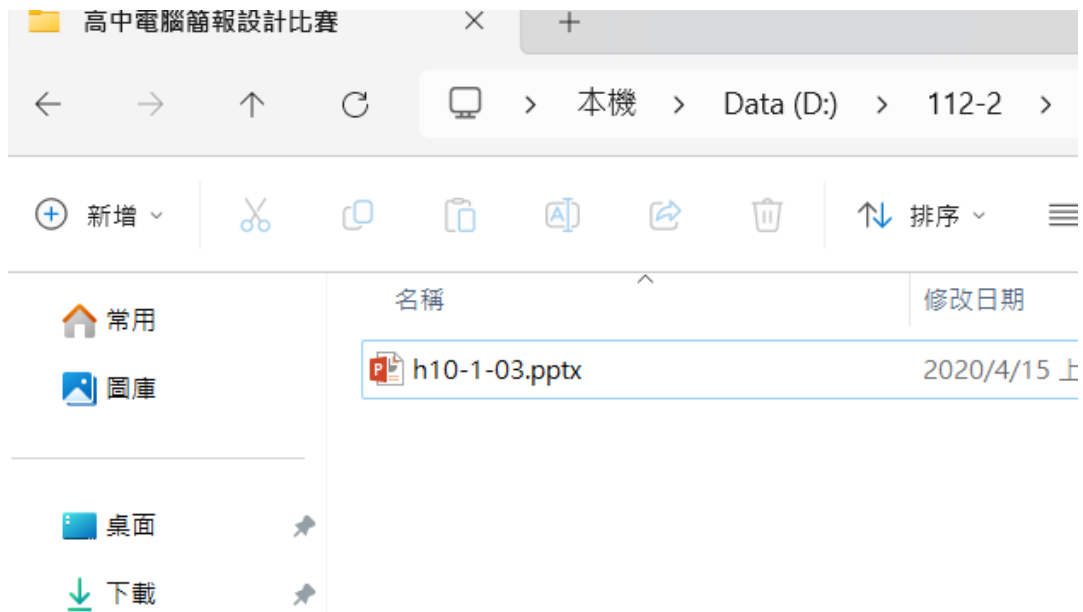 高中電腦簡報設計比賽
本機 > Data (D:) > 112-2 >
新增 排序
名稱 修改日期
常用
h10-1-03.pptx 2020/4/15 上
圖庫
桌面
下載